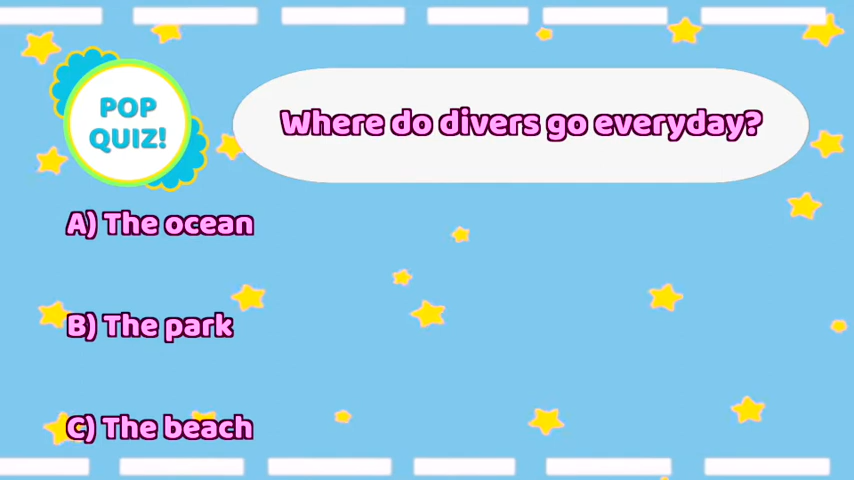 POP
QUIZ!
Where do divers go everyday?
A) The ocean
B) The park
C) The beach